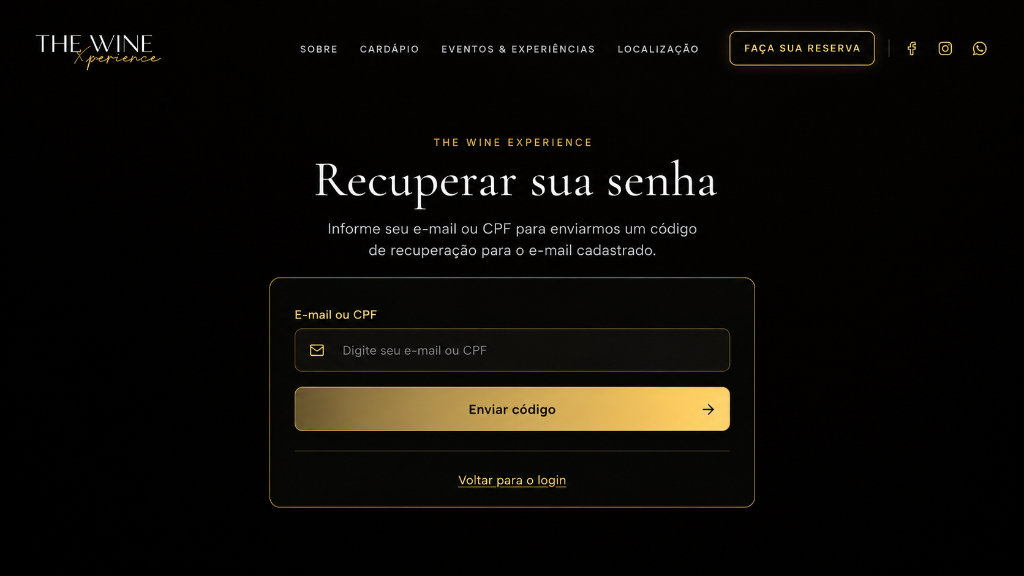 THE WINE
Xperience
SOBRE
CARDÁPIO
EVENTOS & EXPERIÊNCIAS
LOCALIZAÇÃO
FAÇA SUA RESERVA
THE WINE EXPERIENCE
Recuperar sua senha
Informe seu e-mail ou CPF para enviarmos um código
de recuperação para o e-mail cadastrado.
E-mail ou CPF
Digite seu e-mail ou CPF
Enviar código
Voltar para o login